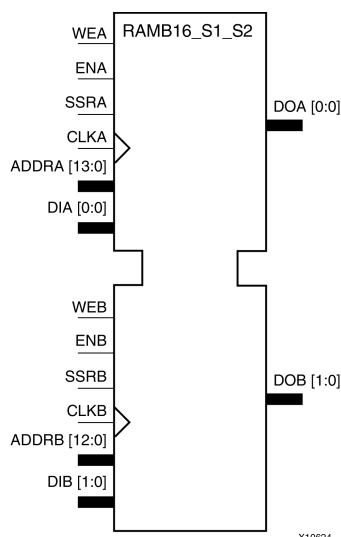 RAMB16_S1_S2
WEA
ENA
SSRA
CLKA
ADDRA [13:0]
DIA [0:0]
DOA [0:0]
WEB
ENB
SSRB
CLKB
ADDRB [12:0]
DIB [1:0]
DOB [1:0]